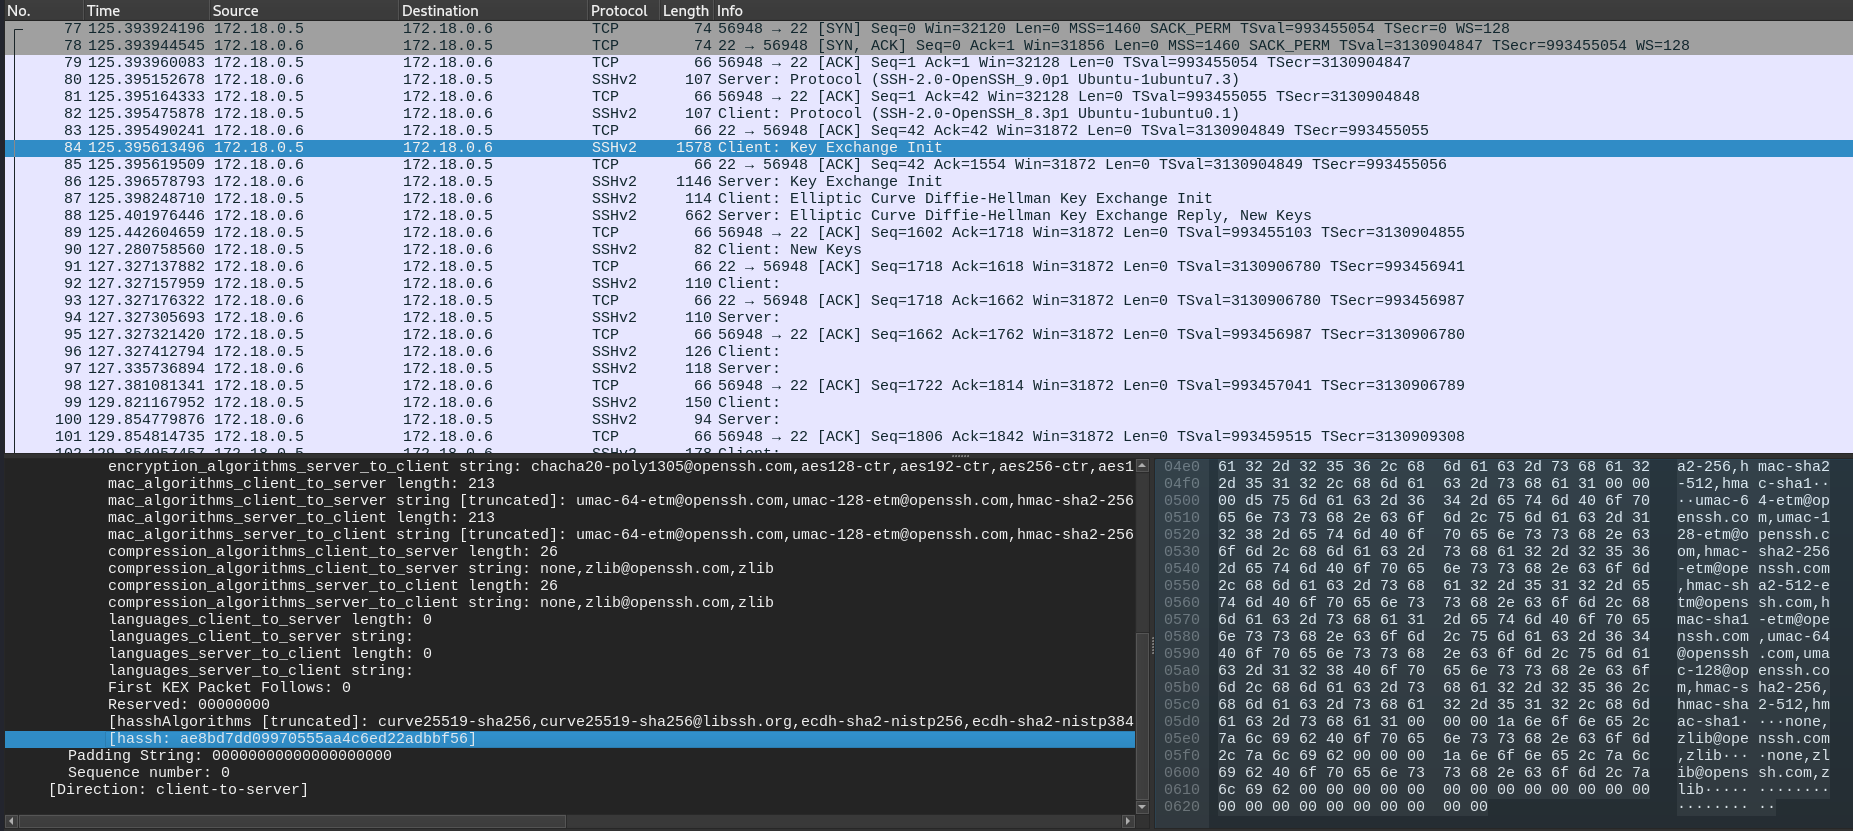 No. Time Source Destination Protocol Length Info
77 125.393924196 172.18.0.5 172.18.0.6 TCP 74 56948 → 22 [SYN] Seq=0 Win=32120 Len=0 MSS=1460 SACK_PERM TSval=993455054 TSecr=0 WS=128
78 125.393944545 172.18.0.6 172.18.0.5 TCP 74 22 → 56948 [SYN, ACK] Seq=0 Ack=1 Win=31856 Len=0 MSS=1460 SACK_PERM TSval=3130904847 TSecr=993455054 WS=128
79 125.393960083 172.18.0.5 172.18.0.6 TCP 66 56948 → 22 [ACK] Seq=1 Ack=1 Win=32128 Len=0 TSval=993455054 TSecr=3130904847
80 125.395152678 172.18.0.6 172.18.0.5 SSHv2 107 Server: Protocol (SSH-2.0-OpenSSH_9.0p1 Ubuntu-1ubuntu7.3)
81 125.395164333 172.18.0.5 172.18.0.6 TCP 66 56948 → 22 [ACK] Seq=1 Ack=42 Win=32128 Len=0 TSval=993455055 TSecr=3130904848
82 125.395475878 172.18.0.5 172.18.0.6 SSHv2 107 Client: Protocol (SSH-2.0-OpenSSH_8.3p1 Ubuntu-1ubuntu0.1)
83 125.395490241 172.18.0.6 172.18.0.5 TCP 66 22 → 56948 [ACK] Seq=42 Ack=42 Win=31872 Len=0 TSval=3130904849 TSecr=993455055
84 125.395613496 172.18.0.5 172.18.0.6 SSHv2 1578 Client: Key Exchange Init
85 125.395619509 172.18.0.6 172.18.0.5 TCP 66 22 → 56948 [ACK] Seq=42 Ack=1554 Win=31872 Len=0 TSval=3130904849 TSecr=993455056
86 125.396578793 172.18.0.6 172.18.0.5 SSHv2 1146 Server: Key Exchange Init
87 125.398248710 172.18.0.5 172.18.0.6 SSHv2 114 Client: Elliptic Curve Diffie-Hellman Key Exchange Init
88 125.401976446 172.18.0.6 172.18.0.5 SSHv2 662 Server: Elliptic Curve Diffie-Hellman Key Exchange Reply, New Keys
89 125.442604659 172.18.0.5 172.18.0.6 TCP 66 56948 → 22 [ACK] Seq=1602 Ack=1718 Win=31872 Len=0 TSval=993455103 TSecr=3130904855
90 127.280758560 172.18.0.5 172.18.0.6 SSHv2 82 Client: New Keys
91 127.327137882 172.18.0.6 172.18.0.5 TCP 66 22 → 56948 [ACK] Seq=1718 Ack=1618 Win=31872 Len=0 TSval=3130906780 TSecr=993456941
92 127.327157959 172.18.0.5 172.18.0.6 SSHv2 110 Client:
93 127.327176322 172.18.0.6 172.18.0.5 TCP 66 22 → 56948 [ACK] Seq=1718 Ack=1662 Win=31872 Len=0 TSval=3130906780 TSecr=993456987
94 127.327305693 172.18.0.6 172.18.0.5 SSHv2 110 Server:
95 127.327321420 172.18.0.5 172.18.0.6 TCP 66 56948 → 22 [ACK] Seq=1662 Ack=1762 Win=31872 Len=0 TSval=993456987 TSecr=3130906780
96 127.327412794 172.18.0.5 172.18.0.6 SSHv2 126 Client:
97 127.335736894 172.18.0.6 172.18.0.5 SSHv2 118 Server:
98 127.381081341 172.18.0.5 172.18.0.6 TCP 66 56948 → 22 [ACK] Seq=1722 Ack=1814 Win=31872 Len=0 TSval=993457041 TSecr=3130906789
99 129.821167952 172.18.0.5 172.18.0.6 SSHv2 150 Client:
100 129.854779876 172.18.0.6 172.18.0.5 SSHv2 94 Server:
101 129.854814735 172.18.0.5 172.18.0.6 TCP 66 56948 → 22 [ACK] Seq=1806 Ack=1842 Win=31872 Len=0 TSval=993459515 TSecr=3130909308
102 129.854957457 172.18.0.5 172.18.0.6 SSHv2 178 Client:
encryption_algorithms_server_to_client string: chacha20-poly1305@openssh.com,aes128-ctr,aes192-ctr,aes256-ctr,aes1
mac_algorithms_client_to_server length: 213
mac_algorithms_client_to_server string [truncated]: umac-64-etm@openssh.com,umac-128-etm@openssh.com,hmac-sha2-256
mac_algorithms_server_to_client length: 213
mac_algorithms_server_to_client string [truncated]: umac-64-etm@openssh.com,umac-128-etm@openssh.com,hmac-sha2-256
compression_algorithms_client_to_server length: 26
compression_algorithms_client_to_server string: none,zlib@openssh.com,zlib
compression_algorithms_server_to_client length: 26
compression_algorithms_server_to_client string: none,zlib@openssh.com,zlib
languages_client_to_server length: 0
languages_client_to_server string:
languages_server_to_client length: 0
languages_server_to_client string:
First KEX Packet Follows: 0
Reserved: 00000000
[hasshAlgorithms [truncated]: curve25519-sha256,curve25519-sha256@libssh.org,ecdh-sha2-nistp256,ecdh-sha2-nistp384
[hassh: ae8bd7dd09970555aa4c6ed22adbbf56]
Padding String: 00000000000000000000
Sequence number: 0
[Direction: client-to-server]
04e0 61 32 2d 32 35 36 2c 68 6d 61 63 2d 73 68 61 32 a2-256,h mac-sha2
04f0 2d 35 31 32 2c 68 6d 61 63 2d 73 68 61 31 00 00 -512,hma c-sha1··
0500 00 d5 75 6d 61 63 2d 36 34 2d 65 74 6d 40 6f 70 ··umac-6 4-etm@op
0510 65 6e 73 73 68 2e 63 6f 6d 2c 75 6d 61 63 2d 31 enssh.co m,umac-1
0520 32 38 2d 65 74 6d 40 6f 70 65 6e 73 73 68 2e 63 28-etm@o penssh.c
0530 6f 6d 2c 68 6d 61 63 2d 73 68 61 32 2d 32 35 36 om,hmac- sha2-256
0540 2d 65 74 6d 40 6f 70 65 6e 73 73 68 2e 63 6f 6d -etm@ope nssh.com
0550 2c 68 6d 61 63 2d 73 68 61 32 2d 35 31 32 2d 65 ,hmac-sh a2-512-e
0560 74 6d 40 6f 70 65 6e 73 73 68 2e 63 6f 6d 2c 68 tm@opens sh.com,h
0570 6d 61 63 2d 73 68 61 31 2d 65 74 6d 40 6f 70 65 mac-sha1 -etm@ope
0580 6e 73 73 68 2e 63 6f 6d 2c 75 6d 61 63 2d 36 34 nssh.com ,umac-64
0590 40 6f 70 65 6e 73 73 68 2e 63 6f 6d 2c 75 6d 61 @openssh .com,uma
05a0 63 2d 31 32 38 40 6f 70 65 6e 73 73 68 2e 63 6f c-128@op enssh.co
05b0 6d 2c 68 6d 61 63 2d 73 68 61 32 2d 32 35 36 2c m,hmac-s ha2-256,
05c0 68 6d 61 63 2d 73 68 61 32 2d 35 31 32 2c 68 6d hmac-sha 2-512,hm
05d0 61 63 2d 73 68 61 31 00 00 00 1a 6e 6f 6e 65 2c ac-sha1· ···none,
05e0 7a 6c 69 62 40 6f 70 65 6e 73 73 68 2e 63 6f 6d zlib@ope nssh.com
05f0 2c 7a 6c 69 62 00 00 00 1a 6e 6f 6e 65 2c 7a 6c ,zlib··· ·none,zl
0600 69 62 40 6f 70 65 6e 73 73 68 2e 63 6f 6d 2c 7a ib@opens sh.com,z
0610 6c 69 62 00 00 00 00 00 00 00 00 00 00 00 00 00 lib····· ········
0620 00 00 00 00 00 00 00 00 00 00 ········ ··